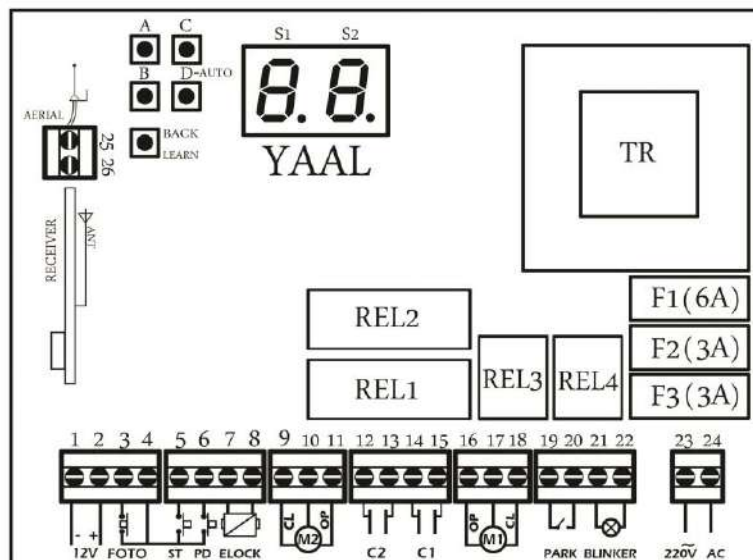 A C
S1 S2
B D-AUTO
8.8.
AERIAL
BACK
LEARN
25
26
YAAL
TR
RECEIVER
ANT
F1(6A)
REL2
F2(3A)
REL1
REL3
REL4
F3(3A)
1 2 3 4 5 6 7 8 9 10 11 12 13 14 15 16 17 18 19 20 21 22 23 24
- +
CL OP
M2
OP CL
M1
12V FOTO ST PD ELOCK C2 C1 PARK BLINKER 220V ~ AC